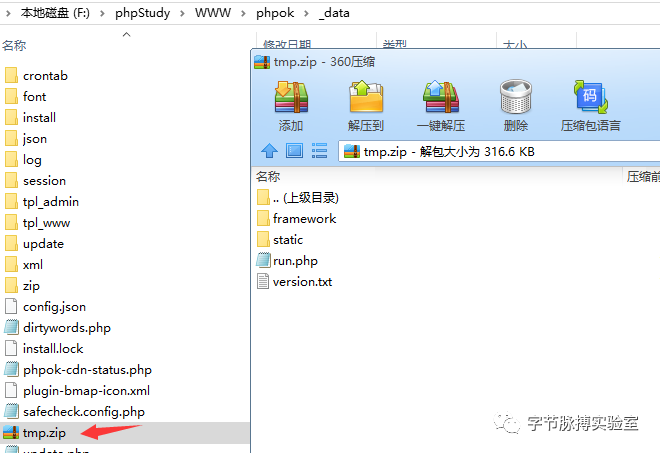 本地磁盘 (F:) › phpStudy › WWW › phpok › _data
名称
修改日期
类型
大小
crontab
font
install
json
log
session
tpl_admin
tpl_www
update
xml
zip
config.json
dirtywords.php
install.lock
phpok-cdn-status.php
plugin-bmap-icon.xml
safecheck.config.php
tmp.zip
update.php
tmp.zip - 360压缩
添加
解压到
一键解压
删除
码
压缩包语言
tmp.zip - 解包大小为 316.6 KB
名称
压缩前
.. (上级目录)
framework
static
run.php
version.txt
字节脉搏实验室